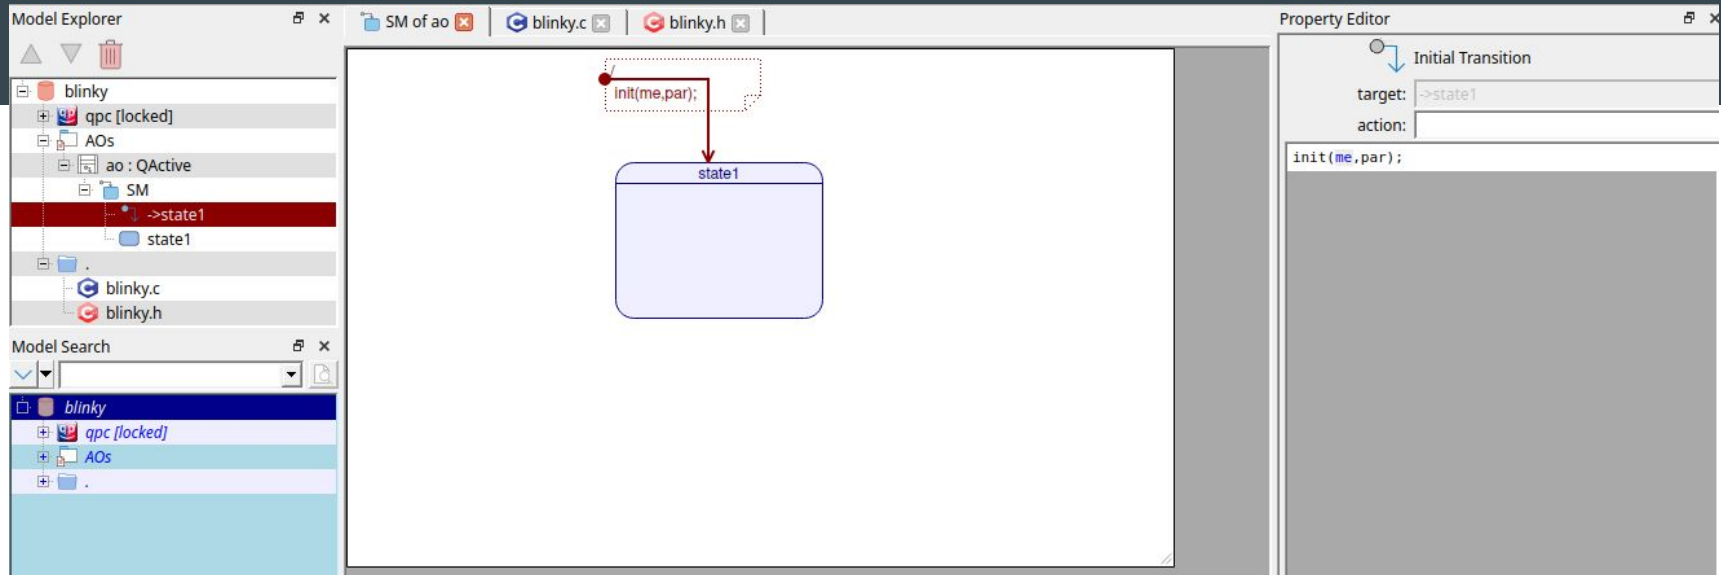 Model Explorer
blinky
qpc [locked]
AOs
ao : QActive
SM
->state1
state1
.
blinky.c
blinky.h
Model Search
blinky
qpc [locked]
AOs
.
SM of ao
blinky.c
blinky.h
/
init(me,par);
state1
Property Editor
Initial Transition
target: ->state1
action:
init(me,par);